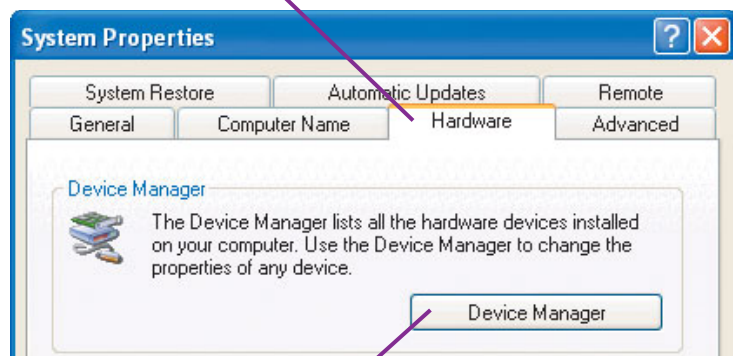 System Properties
System Restore Automatic Updates Remote
General Computer Name Hardware Advanced
Device Manager
The Device Manager lists all the hardware devices installed
on your computer. Use the Device Manager to change the
properties of any device.
Device Manager